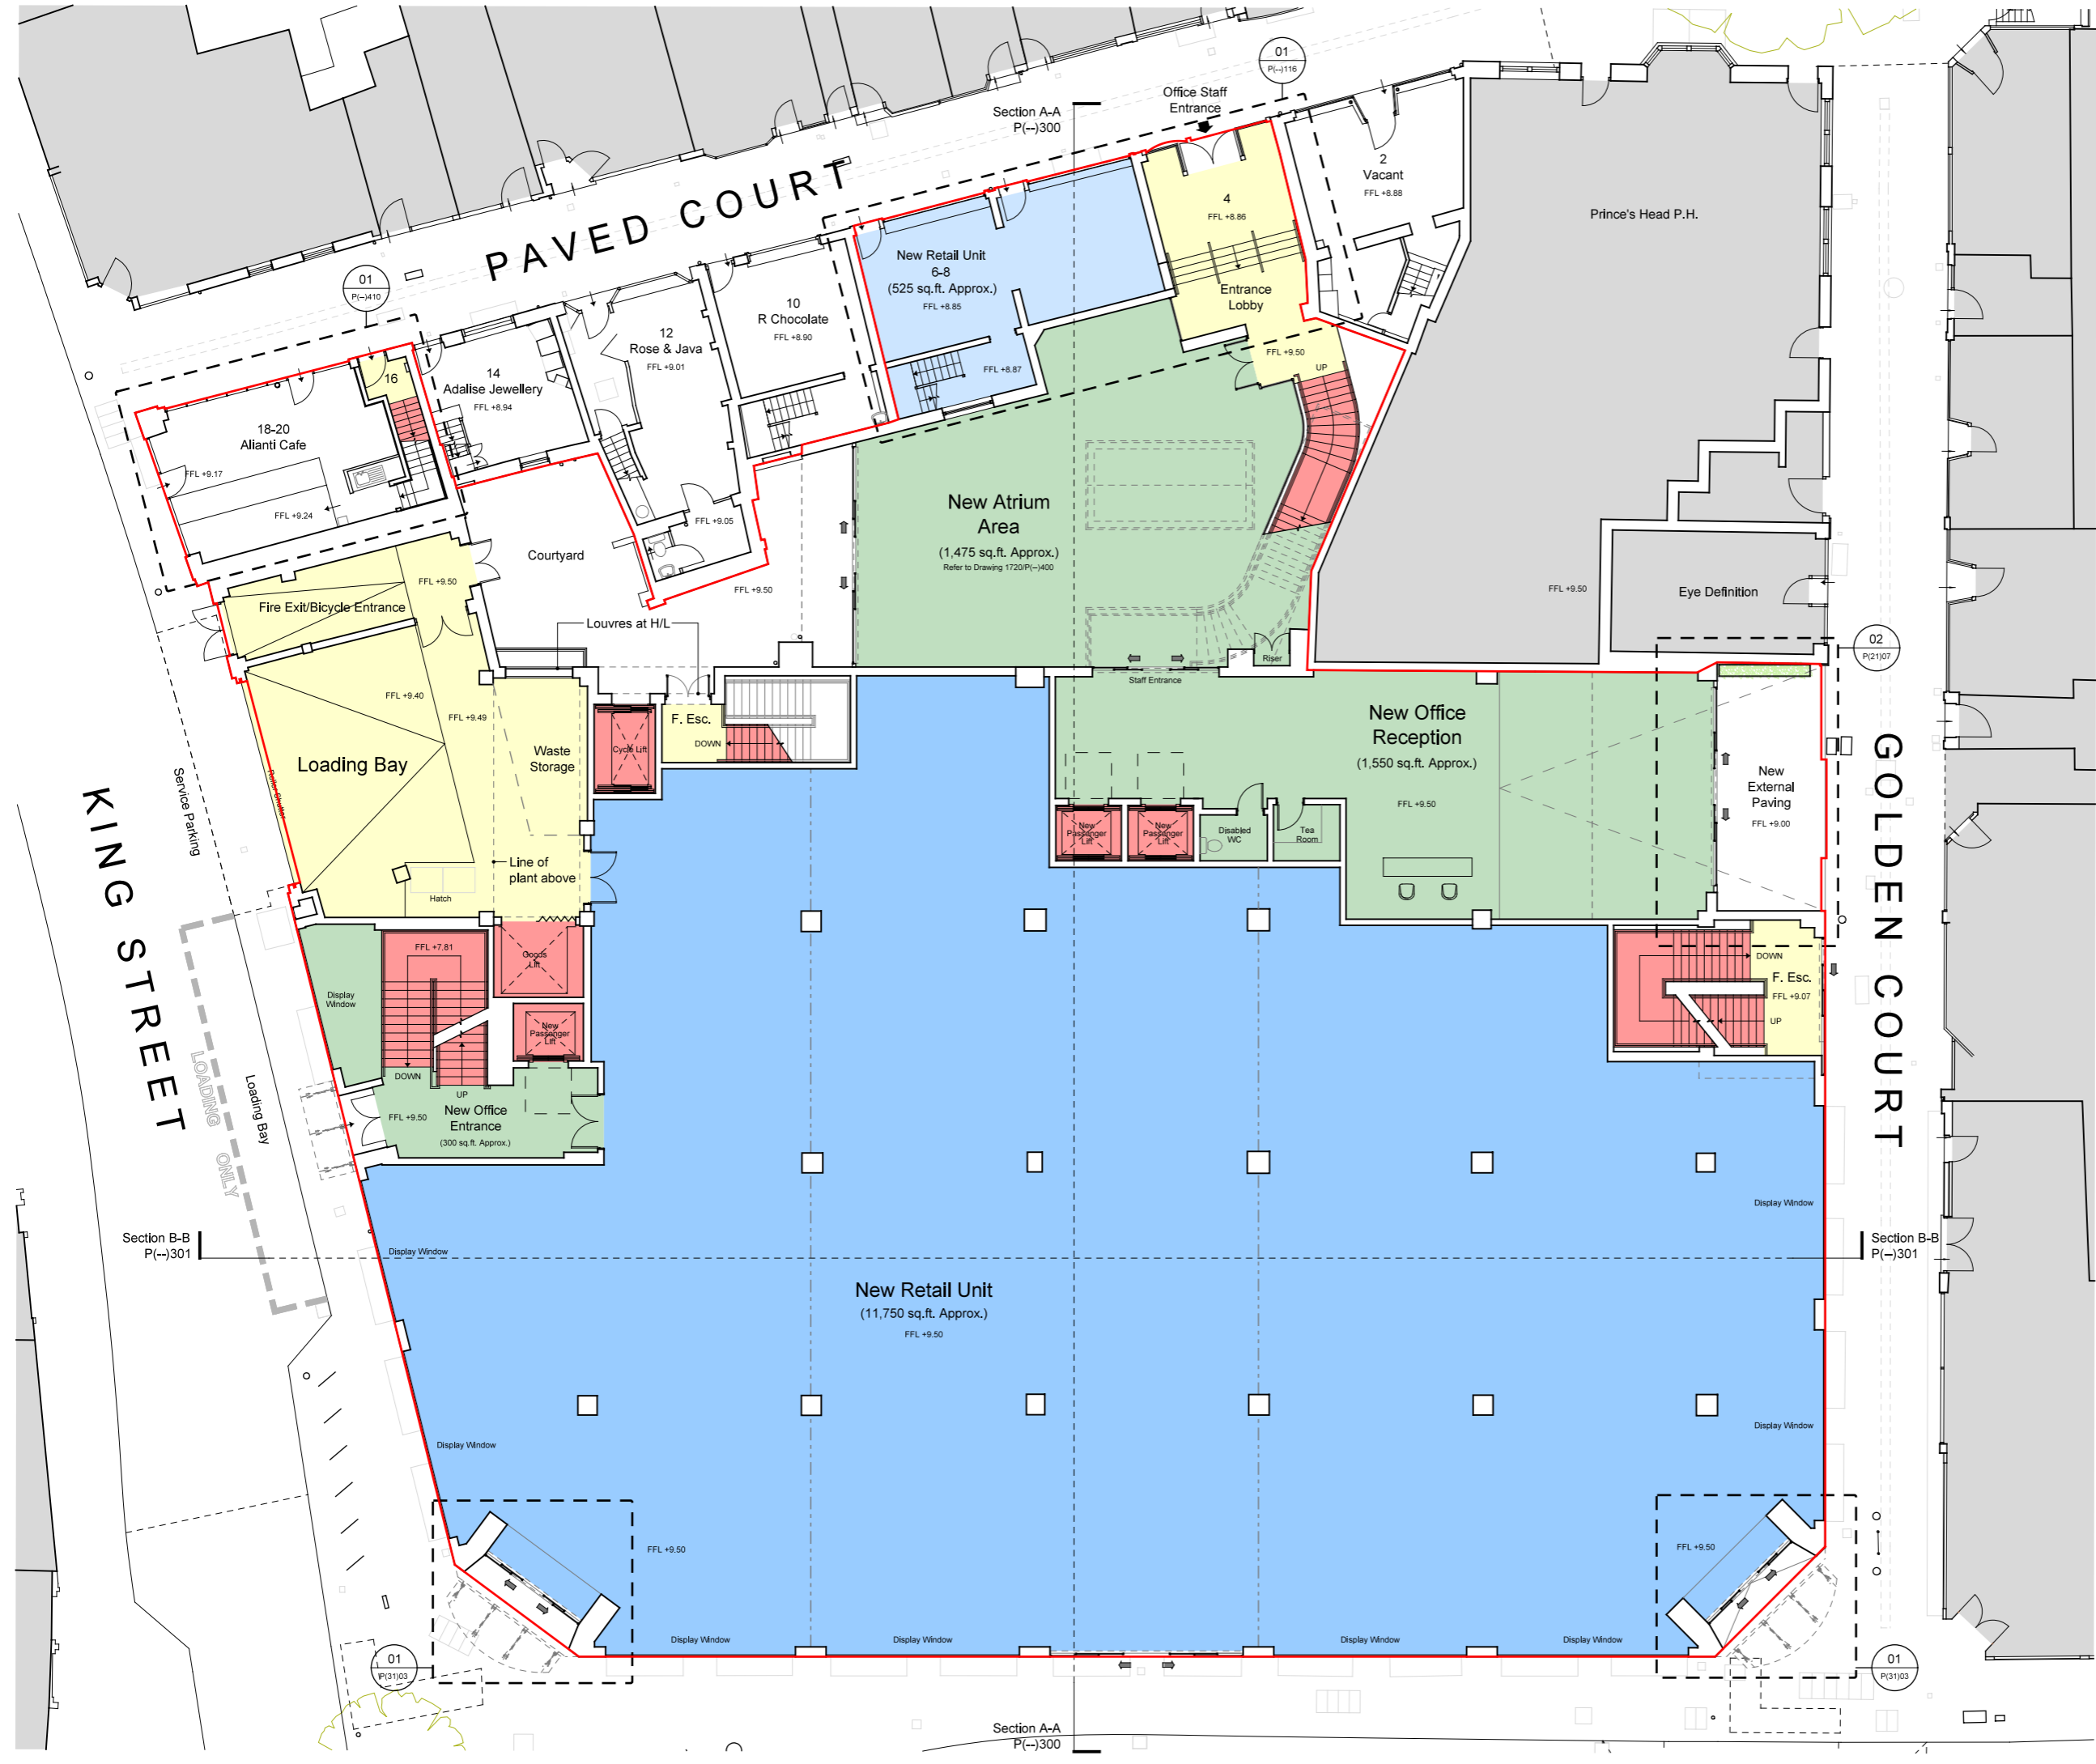 01
P(--)116
Office Staff
Entrance
Section A-A
P(--)300
PAVED COURT
2
Vacant
FFL +8.88
Prince's Head P.H.
4
FFL +8.86
Entrance
Lobby
New Retail Unit
6-8
(525 sq.ft. Approx.)
FFL +8.85
FFL +8.87
01
P(--)410
10
R Chocolate
FFL +8.90
12
Rose & Java
FFL +9.01
14
Adalise Jewellery
FFL +8.94
16
18-20
Alianti Cafe
FFL +9.17
FFL +9.24
FFL +9.50
UP
New Atrium
Area
(1,475 sq.ft. Approx.)
Refer to Drawing 1720/P(--)400
FFL +9.05
Courtyard
FFL +9.50
FFL +9.50
Fire Exit/Bicycle Entrance
Louvres at H/L
FFL +9.50
Eye Definition
02
P(21)07
Riser
Staff Entrance
FFL +9.40
FFL +9.49
Loading Bay
Waste
Storage
Cycle Lift
F. Esc.
DOWN
New Office
Reception
(1,550 sq.ft. Approx.)
FFL +9.50
New
External
Paving
FFL +9.00
GOLDEN COURT
KING STREET
Service Parking
Roller Shutter
New
Passenger
Lift
New
Passenger
Lift
Disabled
WC
Tea
Room
Line of
plant above
Hatch
FFL +7.81
Goods
Lift
Display
Window
New
Passenger
Lift
DOWN
UP
FFL +9.50
New Office
Entrance
(300 sq.ft. Approx.)
LOADING ONLY
Loading Bay
DOWN
F. Esc.
FFL +9.07
UP
Display Window
Section B-B
P(--)301
Display Window
Section B-B
P(--)301
New Retail Unit
(11,750 sq.ft. Approx.)
FFL +9.50
Display Window
Display Window
FFL +9.50
FFL +9.50
Display Window
Display Window
Display Window
Display Window
01
P(31)03
01
P(31)03
Section A-A
P(--)300